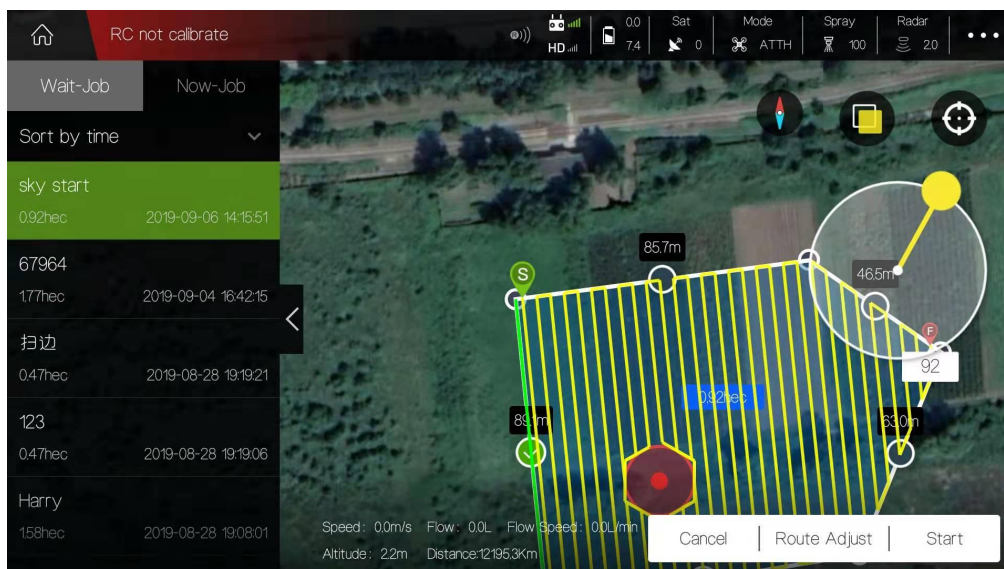 RC not calibrate
HD
0.0
7.4
Sat
0
Mode
ATTH
Spray
100
Radar
2.0
Wait-Job
Now-Job
Sort by time
sky start
0.92hec 2019-09-06 14:15:51
67964
1.77hec 2019-09-04 16:42:15
扫边
0.47hec 2019-08-28 19:19:21
123
0.47hec 2019-08-28 19:19:06
Harry
1.58hec 2019-08-28 19:08:01
85.7m
46.5m
S
F
92
0.92hec
89.1m
63.0m
Speed: 0.0m/s Flow: 0.0L Flow Speed: 0.0L/min
Altitude: 2.2m Distance:12195.3Km
Cancel
Route Adjust
Start